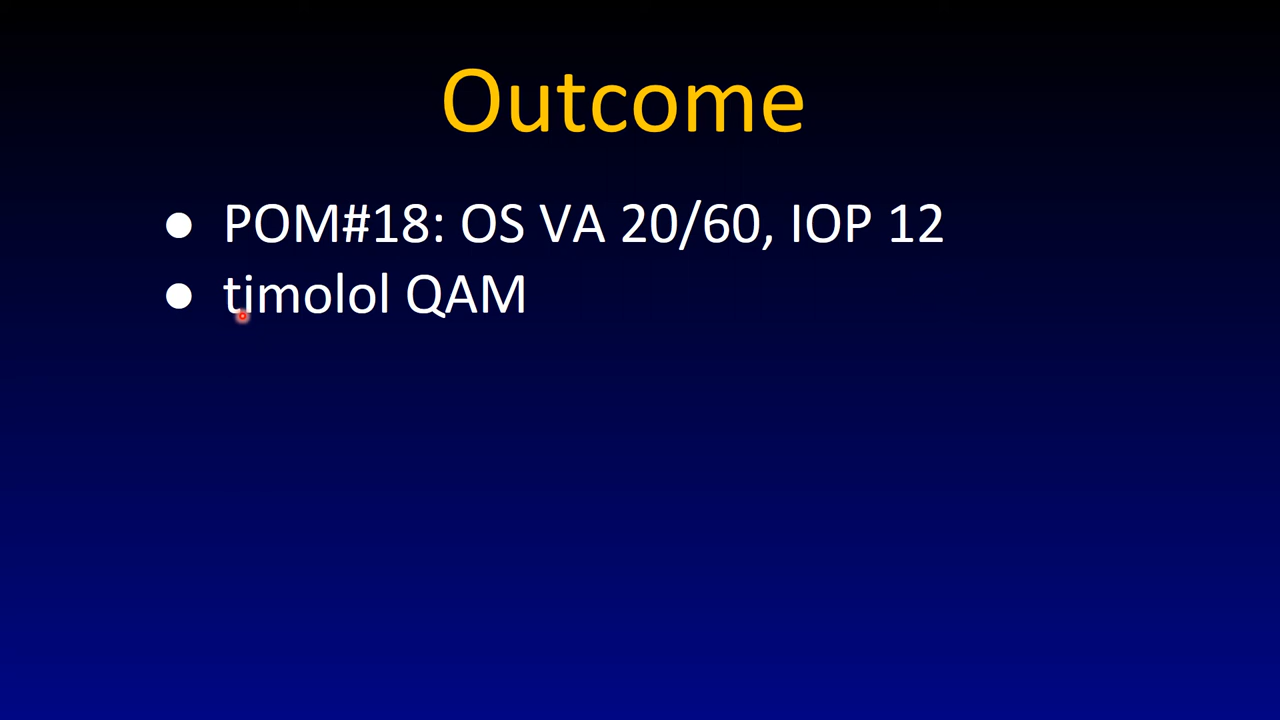 Outcome
● POM#18: OS VA 20/60, IOP 12
● timolol QAM